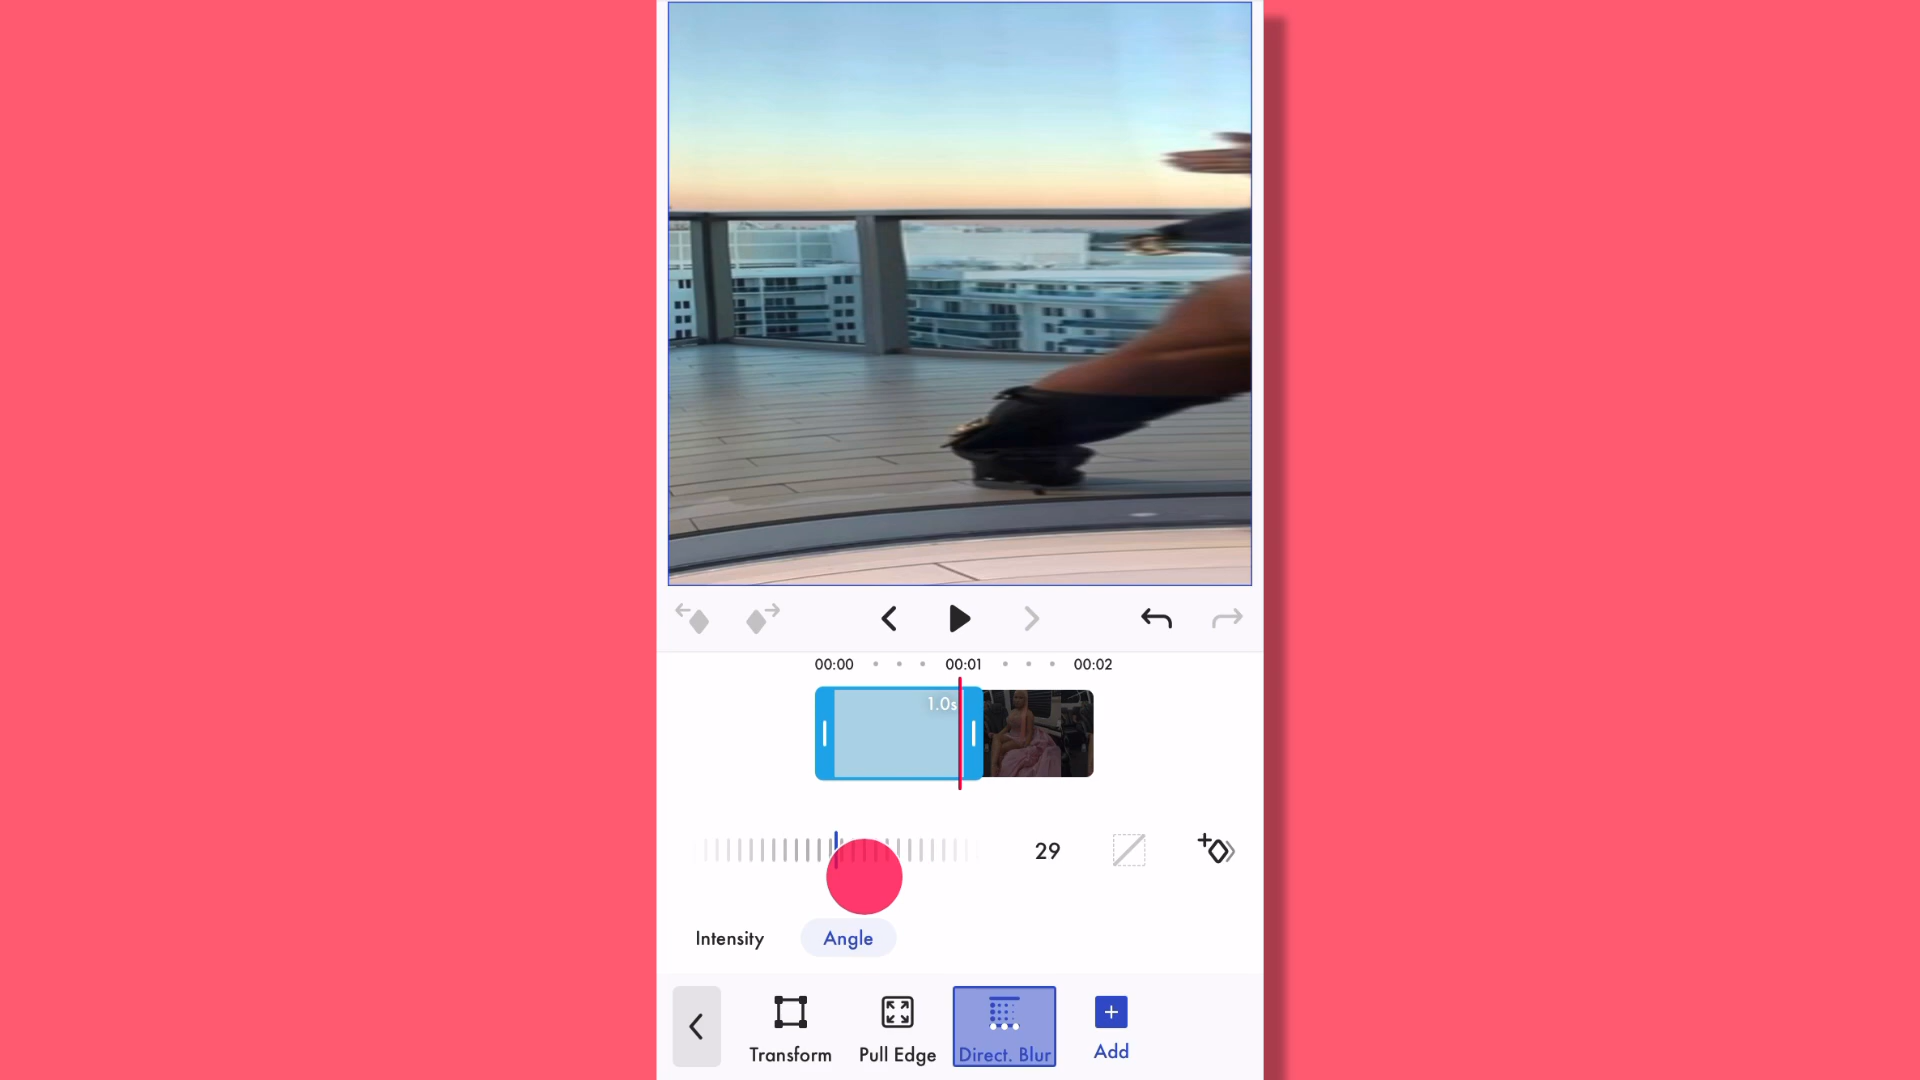 00:00 00:01 00:02
1.0s
29
Intensity Angle
Transform Pull Edge Direct. Blur Add